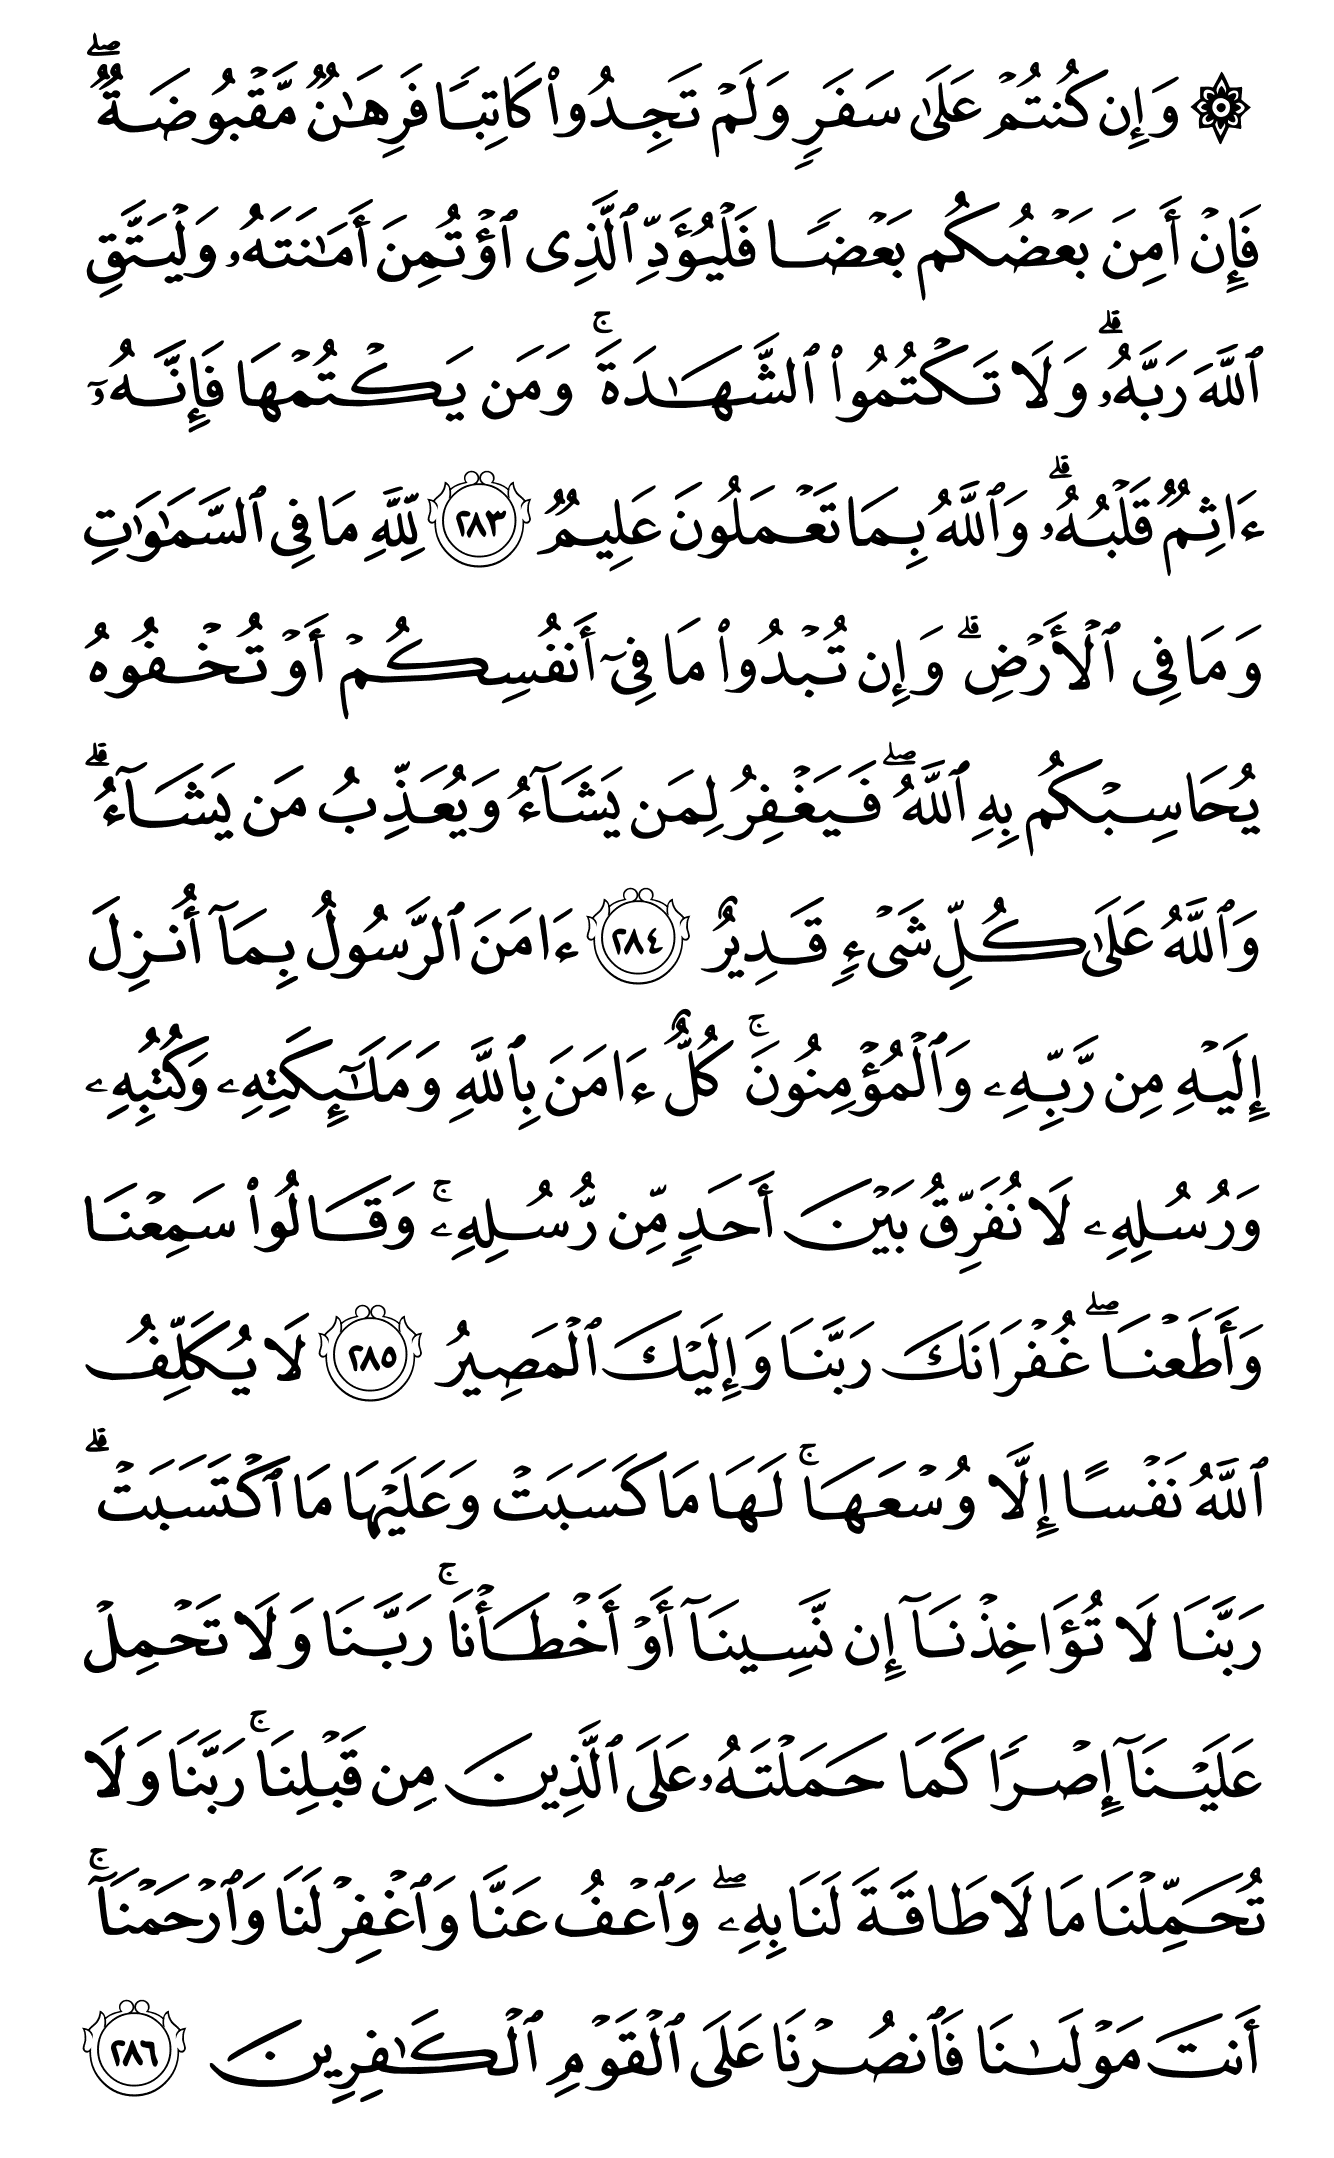 ۞ وَإِن كُنتُمۡ عَلَىٰ سَفَرٖ وَلَمۡ تَجِدُواْ كَاتِبٗا فَرِهَٰنٞ مَّقۡبُوضَةٞۖ
فَإِنۡ أَمِنَ بَعۡضُكُم بَعۡضٗا فَلۡيُؤَدِّ ٱلَّذِي ٱؤۡتُمِنَ أَمَٰنَتَهُۥ وَلۡيَتَّقِ
ٱللَّهَ رَبَّهُۥۗ وَلَا تَكۡتُمُواْ ٱلشَّهَٰدَةَۚ وَمَن يَكۡتُمۡهَا فَإِنَّهُۥٓ
ءَاثِمٞ قَلۡبُهُۥۗ وَٱللَّهُ بِمَا تَعۡمَلُونَ عَلِيمٞ ٢٨٣ لِّلَّهِ مَا فِي ٱلسَّمَٰوَٰتِ
وَمَا فِي ٱلۡأَرۡضِۗ وَإِن تُبۡدُواْ مَا فِيٓ أَنفُسِكُمۡ أَوۡ تُخۡفُوهُ
يُحَاسِبۡكُم بِهِ ٱللَّهُۖ فَيَغۡفِرُ لِمَن يَشَآءُ وَيُعَذِّبُ مَن يَشَآءُۗ
وَٱللَّهُ عَلَىٰ كُلِّ شَيۡءٖ قَدِيرٌ ٢٨٤ ءَامَنَ ٱلرَّسُولُ بِمَآ أُنزِلَ
إِلَيۡهِ مِن رَّبِّهِۦ وَٱلۡمُؤۡمِنُونَۚ كُلٌّ ءَامَنَ بِٱللَّهِ وَمَلَٰٓئِكَتِهِۦ وَكُتُبِهِۦ
وَرُسُلِهِۦ لَا نُفَرِّقُ بَيۡنَ أَحَدٖ مِّن رُّسُلِهِۦۚ وَقَالُواْ سَمِعۡنَا
وَأَطَعۡنَاۖ غُفۡرَانَكَ رَبَّنَا وَإِلَيۡكَ ٱلۡمَصِيرُ ٢٨٥ لَا يُكَلِّفُ
ٱللَّهُ نَفۡسًا إِلَّا وُسۡعَهَاۚ لَهَا مَا كَسَبَتۡ وَعَلَيۡهَا مَا ٱكۡتَسَبَتۡۗ
رَبَّنَا لَا تُؤَاخِذۡنَآ إِن نَّسِينَآ أَوۡ أَخۡطَأۡنَاۚ رَبَّنَا وَلَا تَحۡمِلۡ
عَلَيۡنَآ إِصۡرٗا كَمَا حَمَلۡتَهُۥ عَلَى ٱلَّذِينَ مِن قَبۡلِنَاۚ رَبَّنَا وَلَا
تُحَمِّلۡنَا مَا لَا طَاقَةَ لَنَا بِهِۦۖ وَٱعۡفُ عَنَّا وَٱغۡفِرۡ لَنَا وَٱرۡحَمۡنَآۚ
أَنتَ مَوۡلَىٰنَا فَٱنصُرۡنَا عَلَى ٱلۡقَوۡمِ ٱلۡكَٰفِرِينَ ٢٨٦